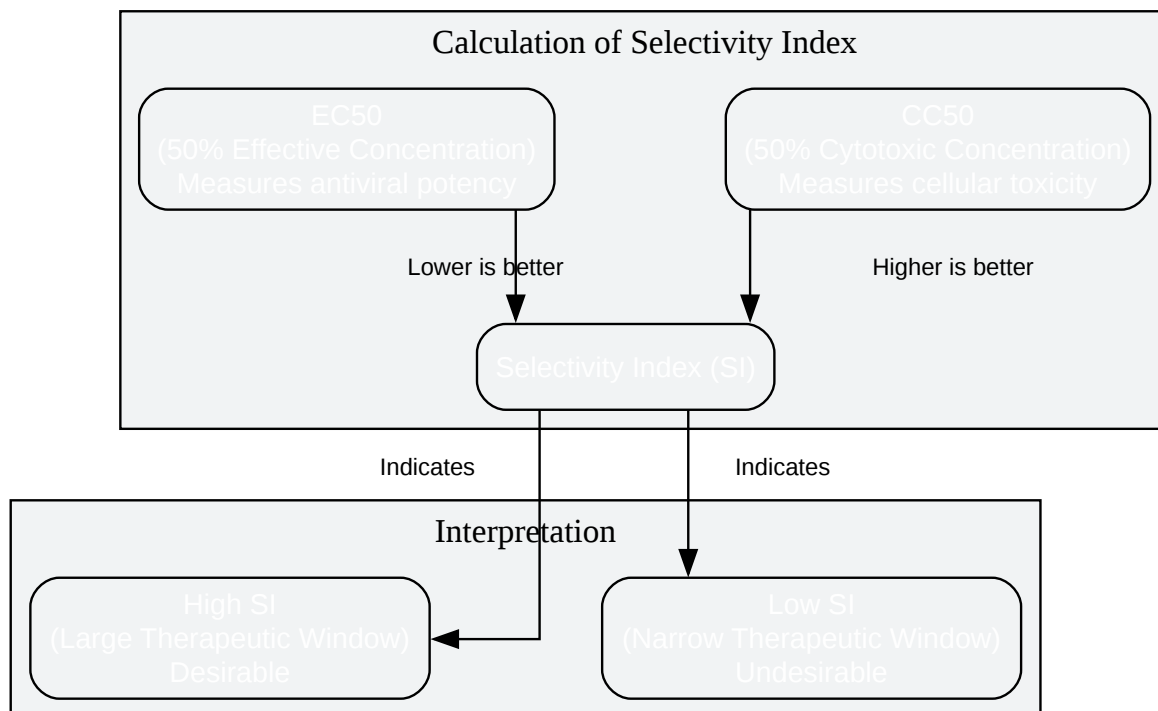 Calculation of Selectivity Index
EC50
(50% Effective Concentration)
Measures antiviral potency
CC50
(50% Cytotoxic Concentration)
Measures cellular toxicity
Lower is better
Higher is better
Selectivity Index (SI)
Indicates
Indicates
Interpretation
High SI
(Large Therapeutic Window)
Desirable
Low SI
(Narrow Therapeutic Window)
Undesirable